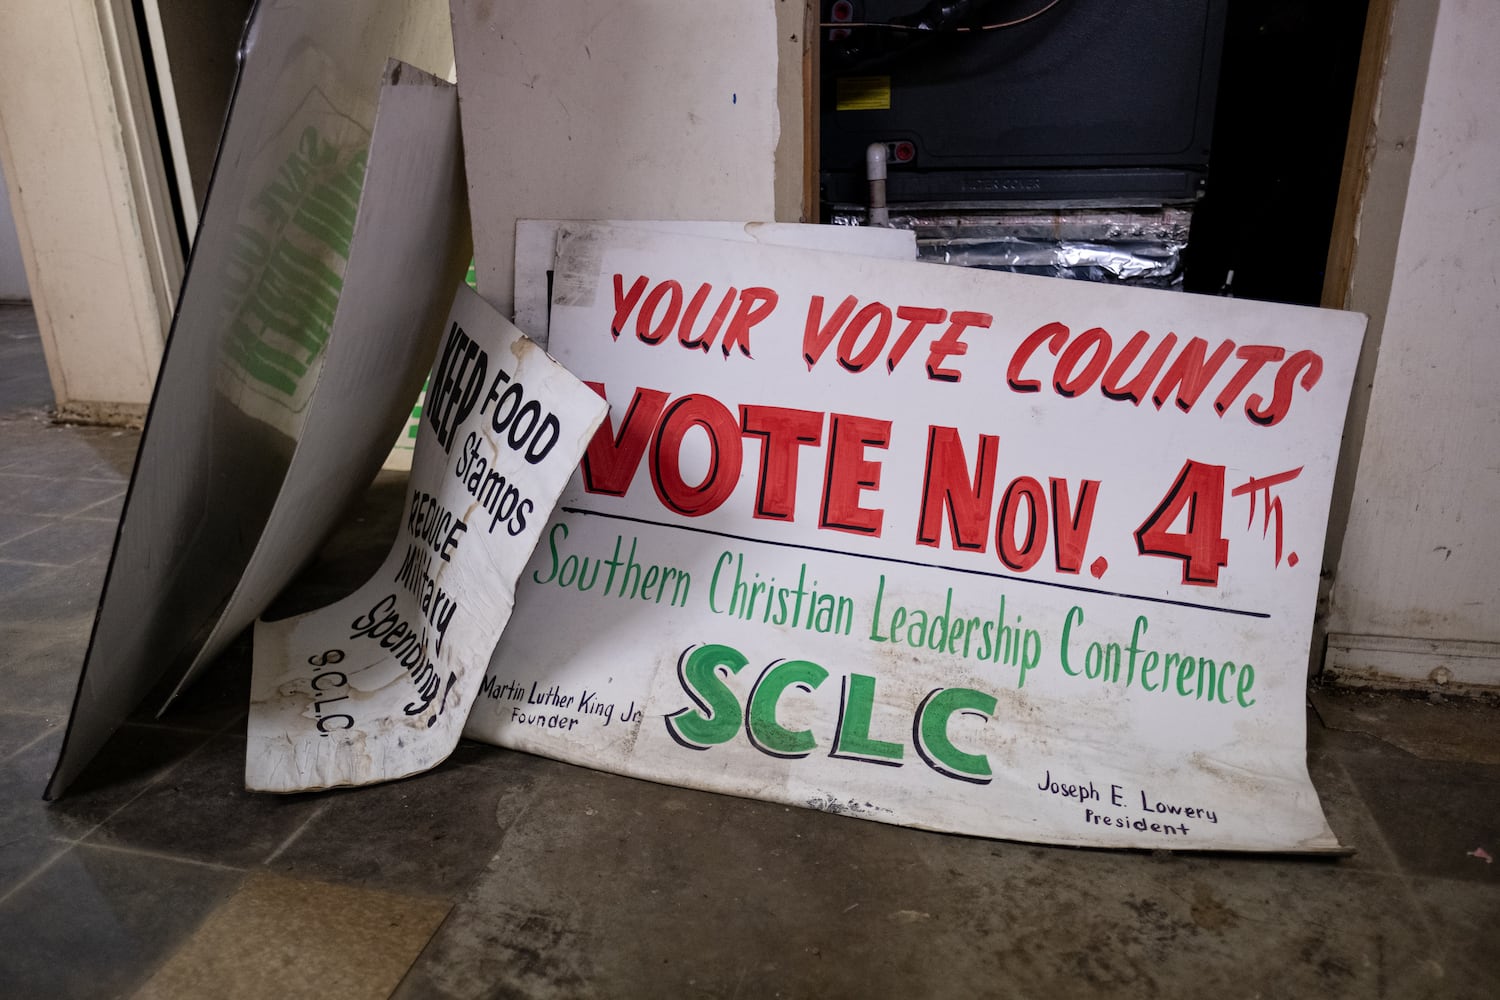 KEEP FOOD
Stamps
REDUCE
Military
Spending!
S.C.L.C
YOUR VOTE COUNTS
VOTE NOV. 4TH.
Southern Christian Leadership Conference
SCLC
Martin Luther King Jr.
Founder
Joseph E. Lowery
President